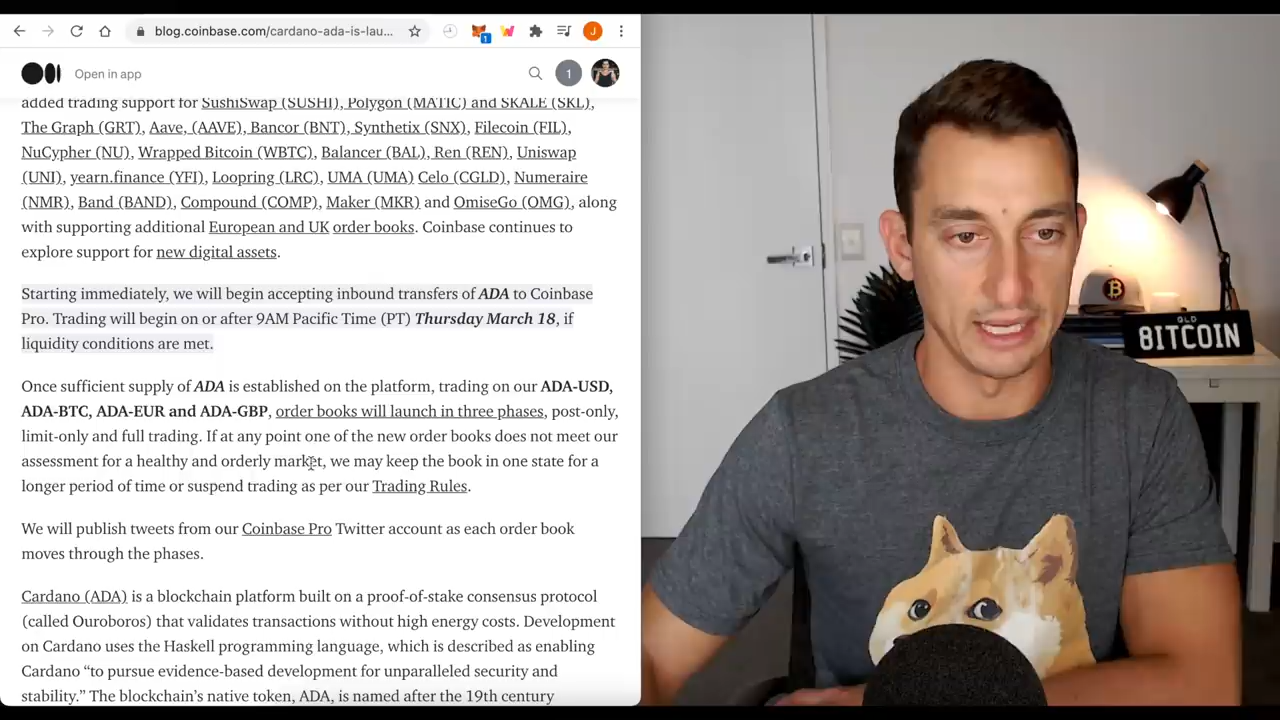 blog.coinbase.com/cardano-ada-is-lau...
1
J
Open in app
1
added trading support for SushiSwap (SUSHI), Polygon (MATIC) and SKALE (SKL),
The Graph (GRT), Aave, (AAVE), Bancor (BNT), Synthetix (SNX), Filecoin (FIL),
NuCypher (NU), Wrapped Bitcoin (WBTC), Balancer (BAL), Ren (REN), Uniswap
(UNI), yearn.finance (YFI), Loopring (LRC), UMA (UMA) Celo (CGLD), Numeraire
(NMR), Band (BAND), Compound (COMP), Maker (MKR) and OmiseGo (OMG), along
with supporting additional European and UK order books. Coinbase continues to
explore support for new digital assets.
Starting immediately, we will begin accepting inbound transfers of ADA to Coinbase
Pro. Trading will begin on or after 9AM Pacific Time (PT) Thursday March 18, if
liquidity conditions are met.
Once sufficient supply of ADA is established on the platform, trading on our ADA-USD,
ADA-BTC, ADA-EUR and ADA-GBP, order books will launch in three phases, post-only,
limit-only and full trading. If at any point one of the new order books does not meet our
assessment for a healthy and orderly market, we may keep the book in one state for a
longer period of time or suspend trading as per our Trading Rules.
We will publish tweets from our Coinbase Pro Twitter account as each order book
moves through the phases.
Cardano (ADA) is a blockchain platform built on a proof-of-stake consensus protocol
(called Ouroboros) that validates transactions without high energy costs. Development
on Cardano uses the Haskell programming language, which is described as enabling
Cardano “to pursue evidence-based development for unparalleled security and
stability.” The blockchain’s native token, ADA, is named after the 19th century
QLD
8ITCOIN